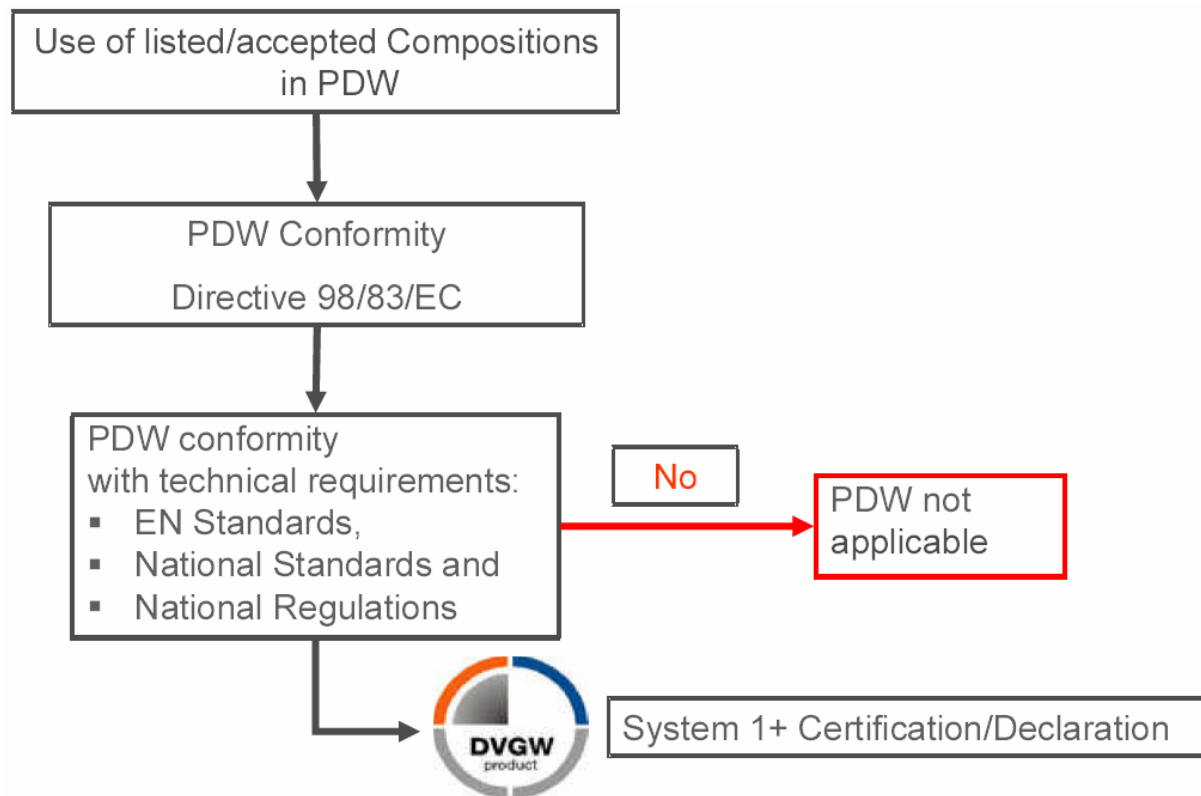 Use of listed/accepted Compositions
in PDW
PDW Conformity
Directive 98/83/EC
PDW conformity
with technical requirements:
▪ EN Standards,
▪ National Standards and
▪ National Regulations
No
PDW not
applicable
DVGW
product
System 1+ Certification/Declaration